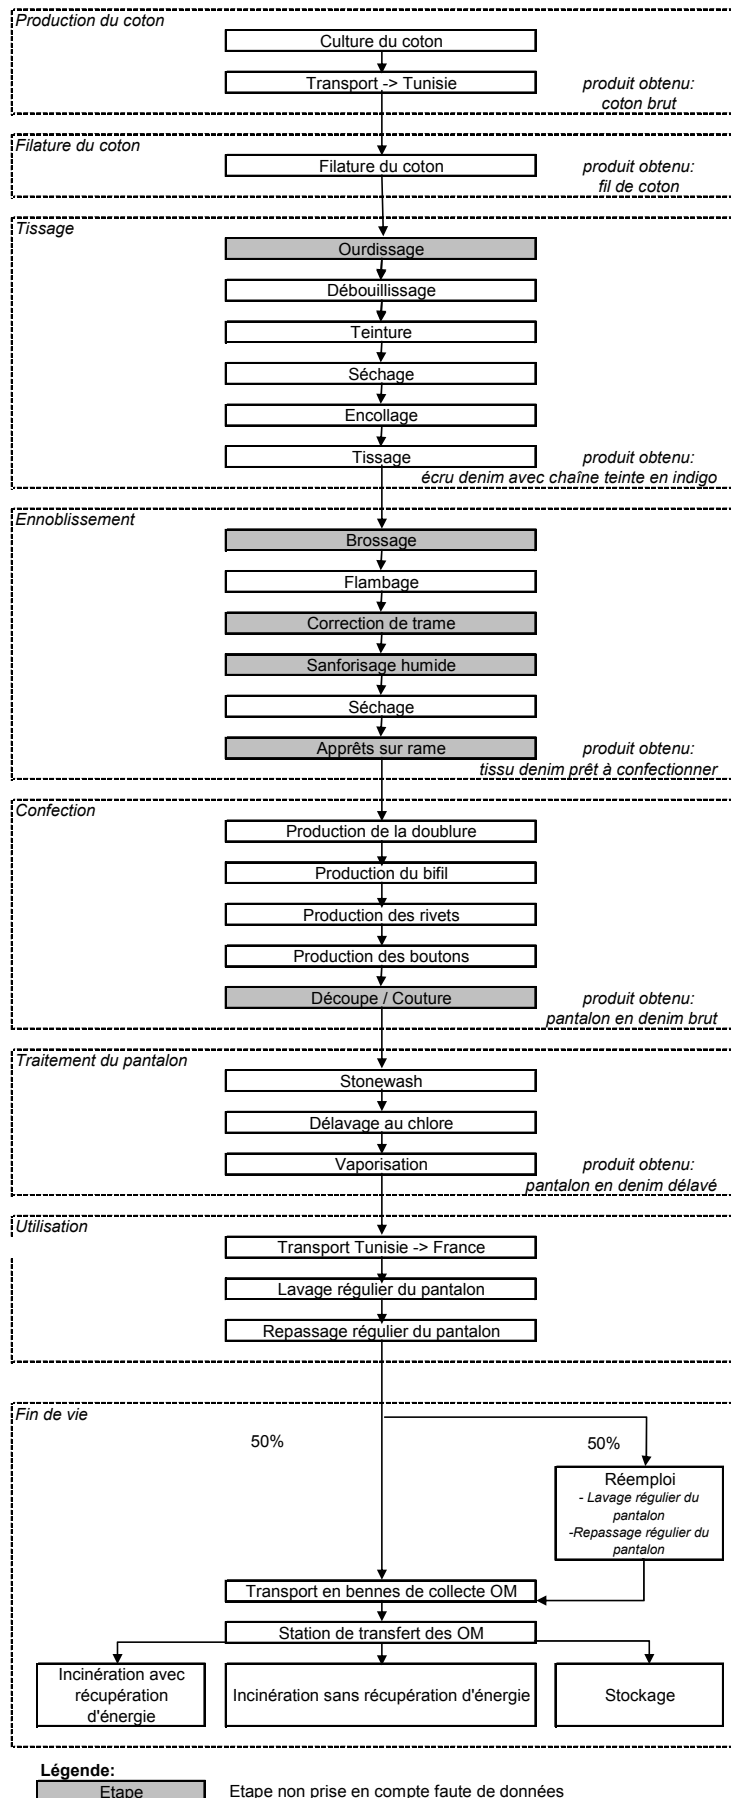 Production du coton
Culture du coton
Transport -> Tunisie
produit obtenu:
coton brut
Filature du coton
Filature du coton
produit obtenu:
fil de coton
Tissage
Ourdissage
Débouillissage
Teinture
Séchage
Encollage
Tissage
produit obtenu:
écru denim avec chaîne teinte en indigo
Ennoblissement
Brossage
Flambage
Correction de trame
Sanforisage humide
Séchage
Apprêts sur rame
produit obtenu:
tissu denim prêt à confectionner
Confection
Production de la doublure
Production du bifil
Production des rivets
Production des boutons
Découpe / Couture
produit obtenu:
pantalon en denim brut
Traitement du pantalon
Stonewash
Délavage au chlore
Vaporisation
produit obtenu:
pantalon en denim délavé
Utilisation
Transport Tunisie -> France
Lavage régulier du pantalon
Repassage régulier du pantalon
Fin de vie
50%
50%
Réemploi
- Lavage régulier du
pantalon
-Repassage régulier du
pantalon
Transport en bennes de collecte OM
Station de transfert des OM
Incinération avec
récupération
d'énergie
Incinération sans récupération d'énergie
Stockage
Légende:
Etape
Etape non prise en compte faute de données